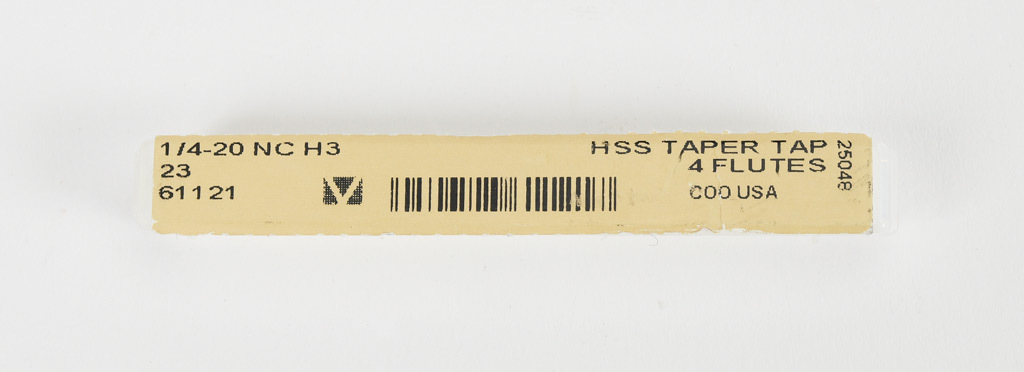 1/4-20 NC H3
23
61121
HSS TAPER TAP
4 FLUTES
COO USA
25048